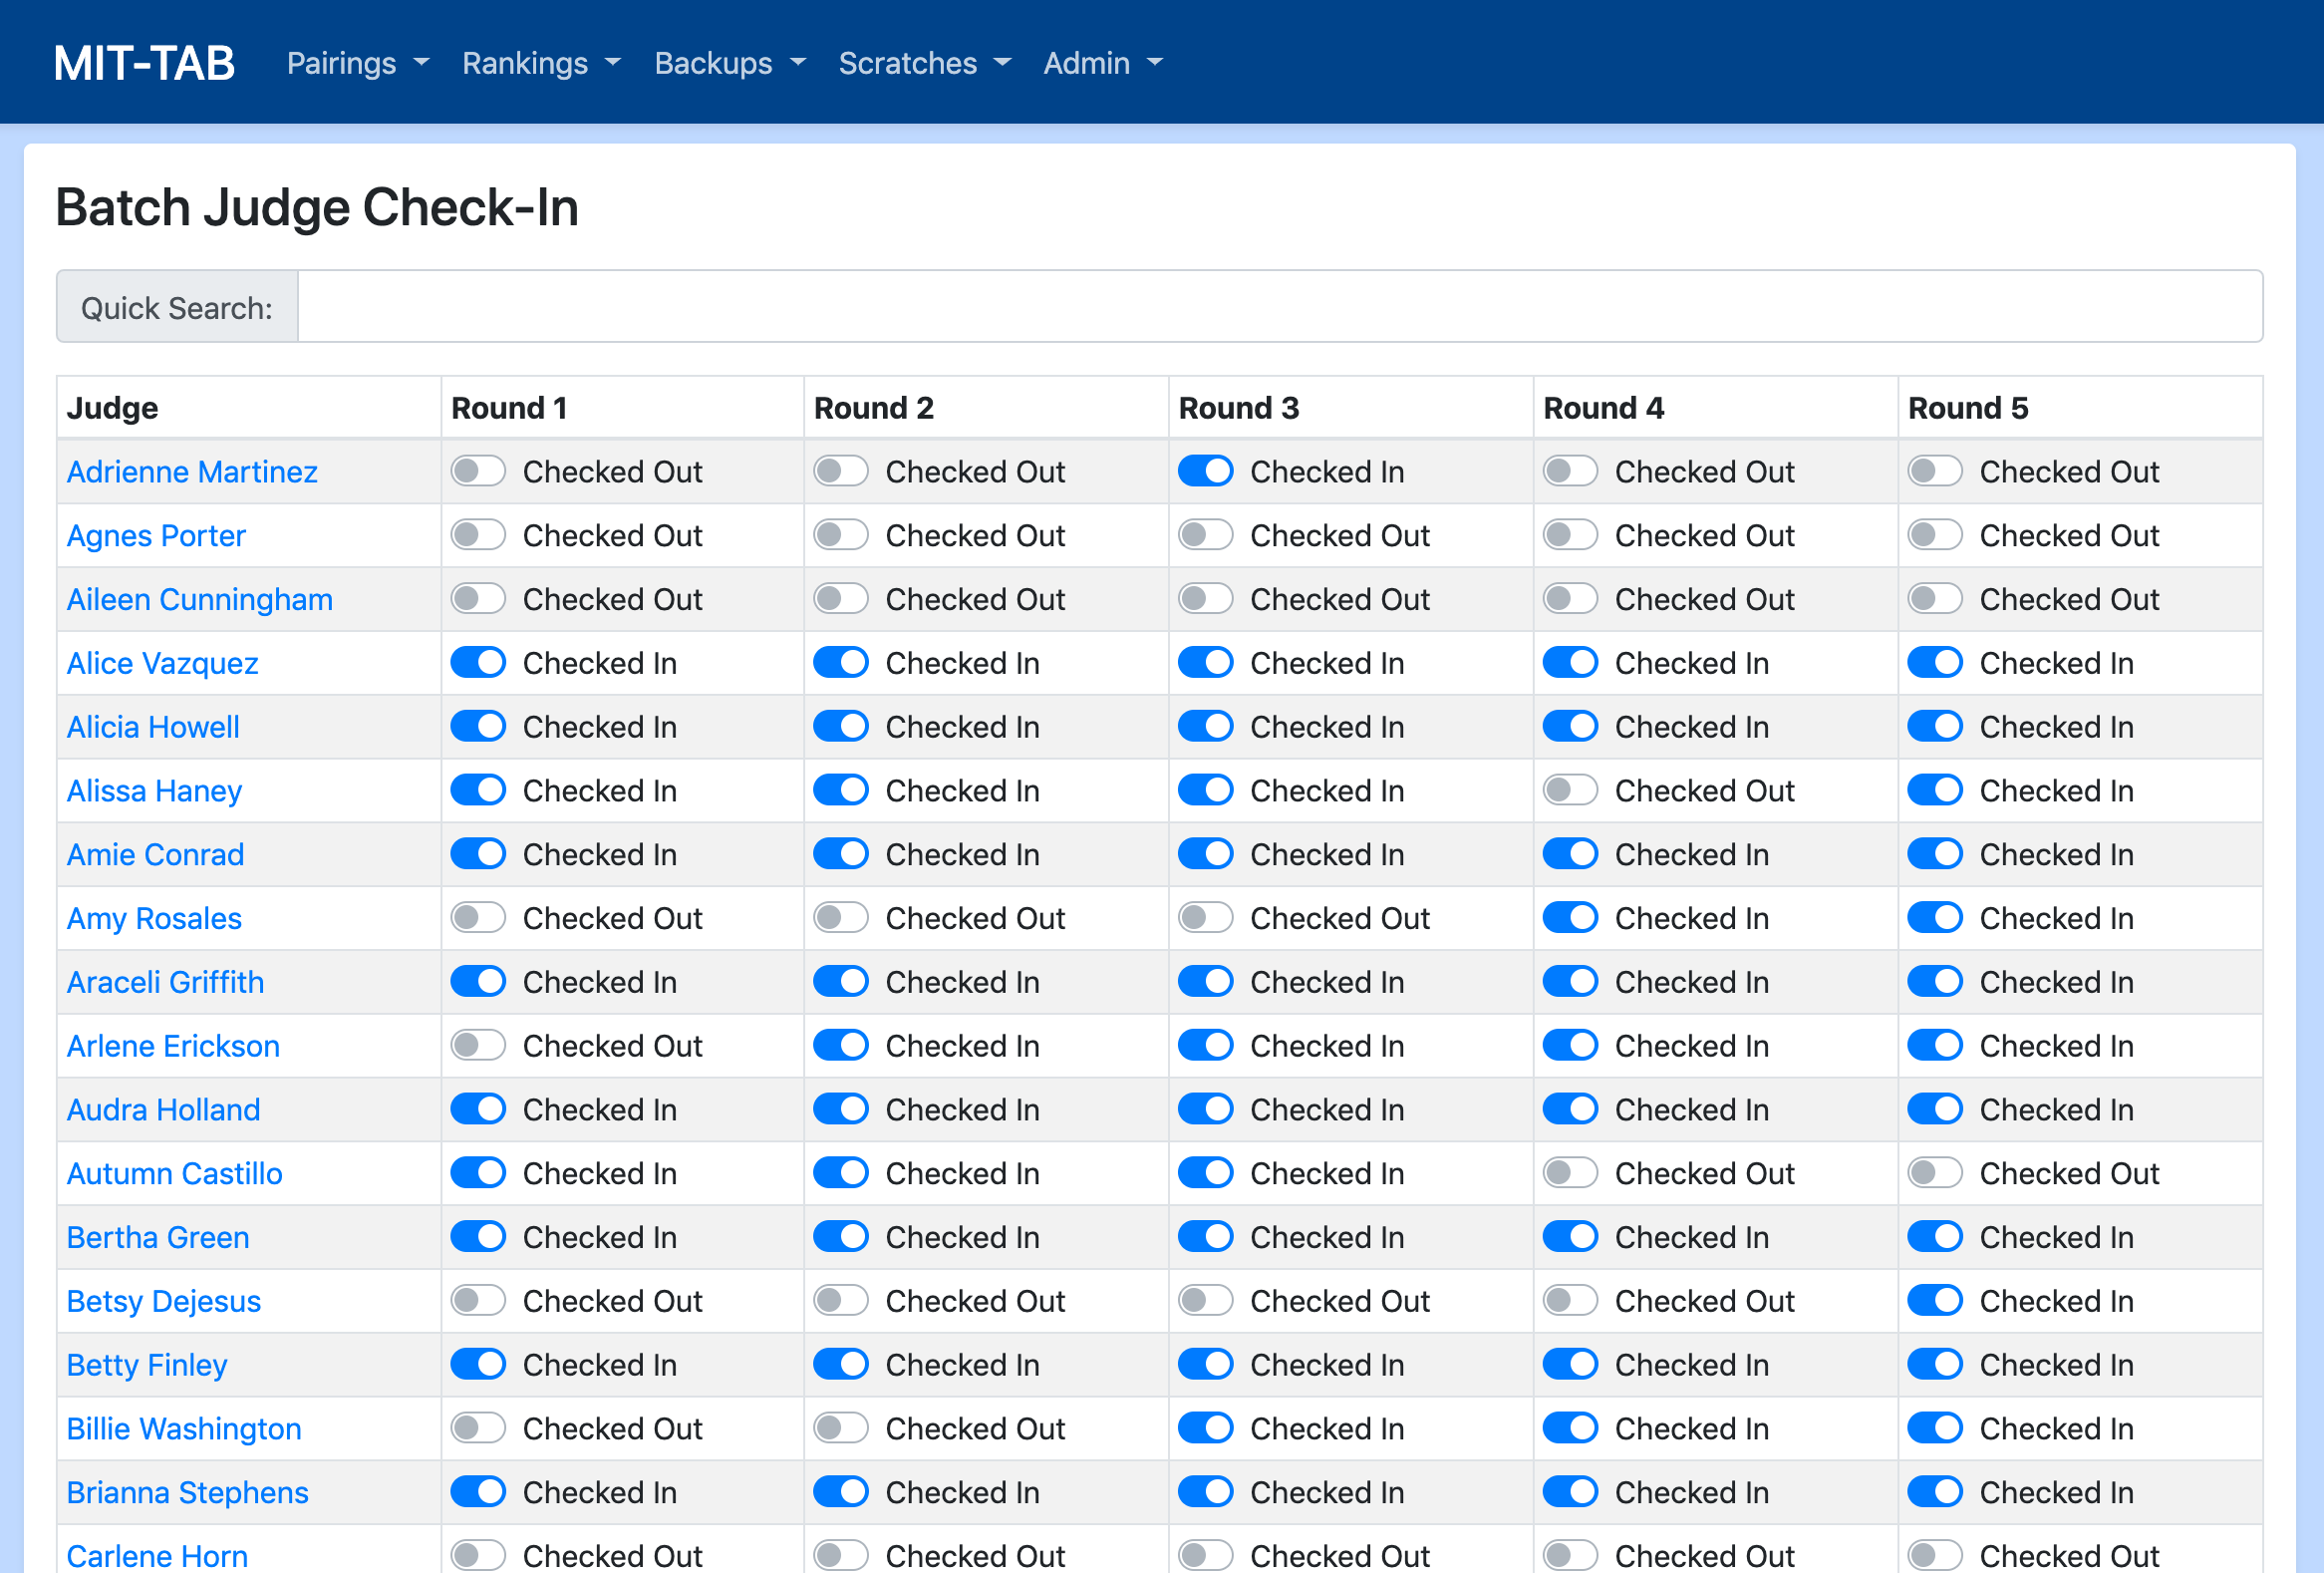 MIT-TAB Pairings Rankings Backups Scratches Admin
Batch Judge Check-In
Quick Search:
Judge Round 1 Round 2 Round 3 Round 4 Round 5
Adrienne Martinez Checked Out Checked Out Checked In Checked Out Checked Out
Agnes Porter Checked Out Checked Out Checked Out Checked Out Checked Out
Aileen Cunningham Checked Out Checked Out Checked Out Checked Out Checked Out
Alice Vazquez Checked In Checked In Checked In Checked In Checked In
Alicia Howell Checked In Checked In Checked In Checked In Checked In
Alissa Haney Checked In Checked In Checked In Checked Out Checked In
Amie Conrad Checked In Checked In Checked In Checked In Checked In
Amy Rosales Checked Out Checked Out Checked Out Checked In Checked In
Araceli Griffith Checked In Checked In Checked In Checked In Checked In
Arlene Erickson Checked Out Checked In Checked In Checked In Checked In
Audra Holland Checked In Checked In Checked In Checked In Checked In
Autumn Castillo Checked In Checked In Checked In Checked Out Checked Out
Bertha Green Checked In Checked In Checked In Checked In Checked In
Betsy Dejesus Checked Out Checked Out Checked Out Checked Out Checked In
Betty Finley Checked In Checked In Checked In Checked In Checked In
Billie Washington Checked Out Checked Out Checked In Checked In Checked In
Brianna Stephens Checked In Checked In Checked In Checked In Checked In
Carlene Horn Checked Out Checked Out Checked Out Checked Out Checked Out